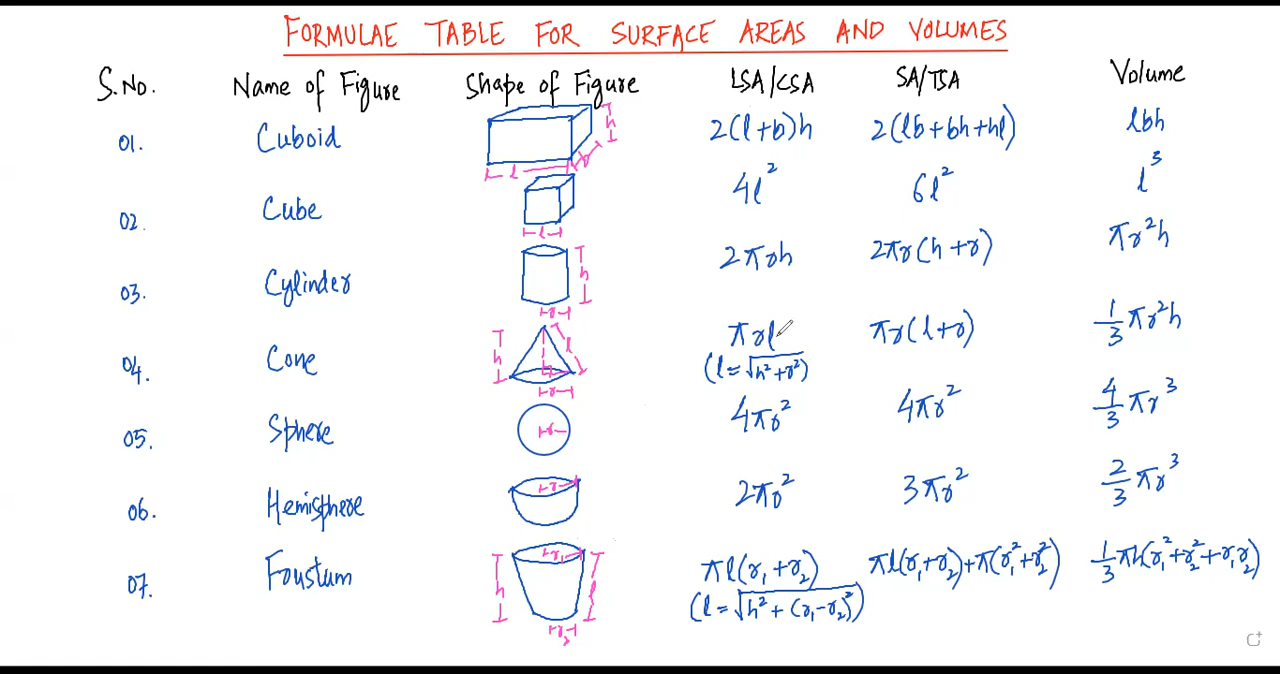 FORMULAE TABLE FOR SURFACE AREAS AND VOLUMES
S.No. Name of Figure Shape of Figure LSA/CSA SA/TSA Volume
01. Cuboid l b h 2(l+b)h 2(lb+bh+hl) lbh
02. Cube l 4l² 6l² l³
03. Cylinder h r 2πrh 2πr(h+r) πr²h
04. Cone h l r πrl πr(l+r) 1/3 πr²h
(l=√(h²+r²))
05. Sphere r 4πr² 4πr² 4/3 πr³
06. Hemisphere r 2πr² 3πr² 2/3 πr³
07. Frustum h r₁ l r₂ πl(r₁+r₂) πl(r₁+r₂)+π(r₁²+r₂²) 1/3 πh(r₁²+r₂²+r₁r₂)
(l=√(h²+(r₁-r₂)²))